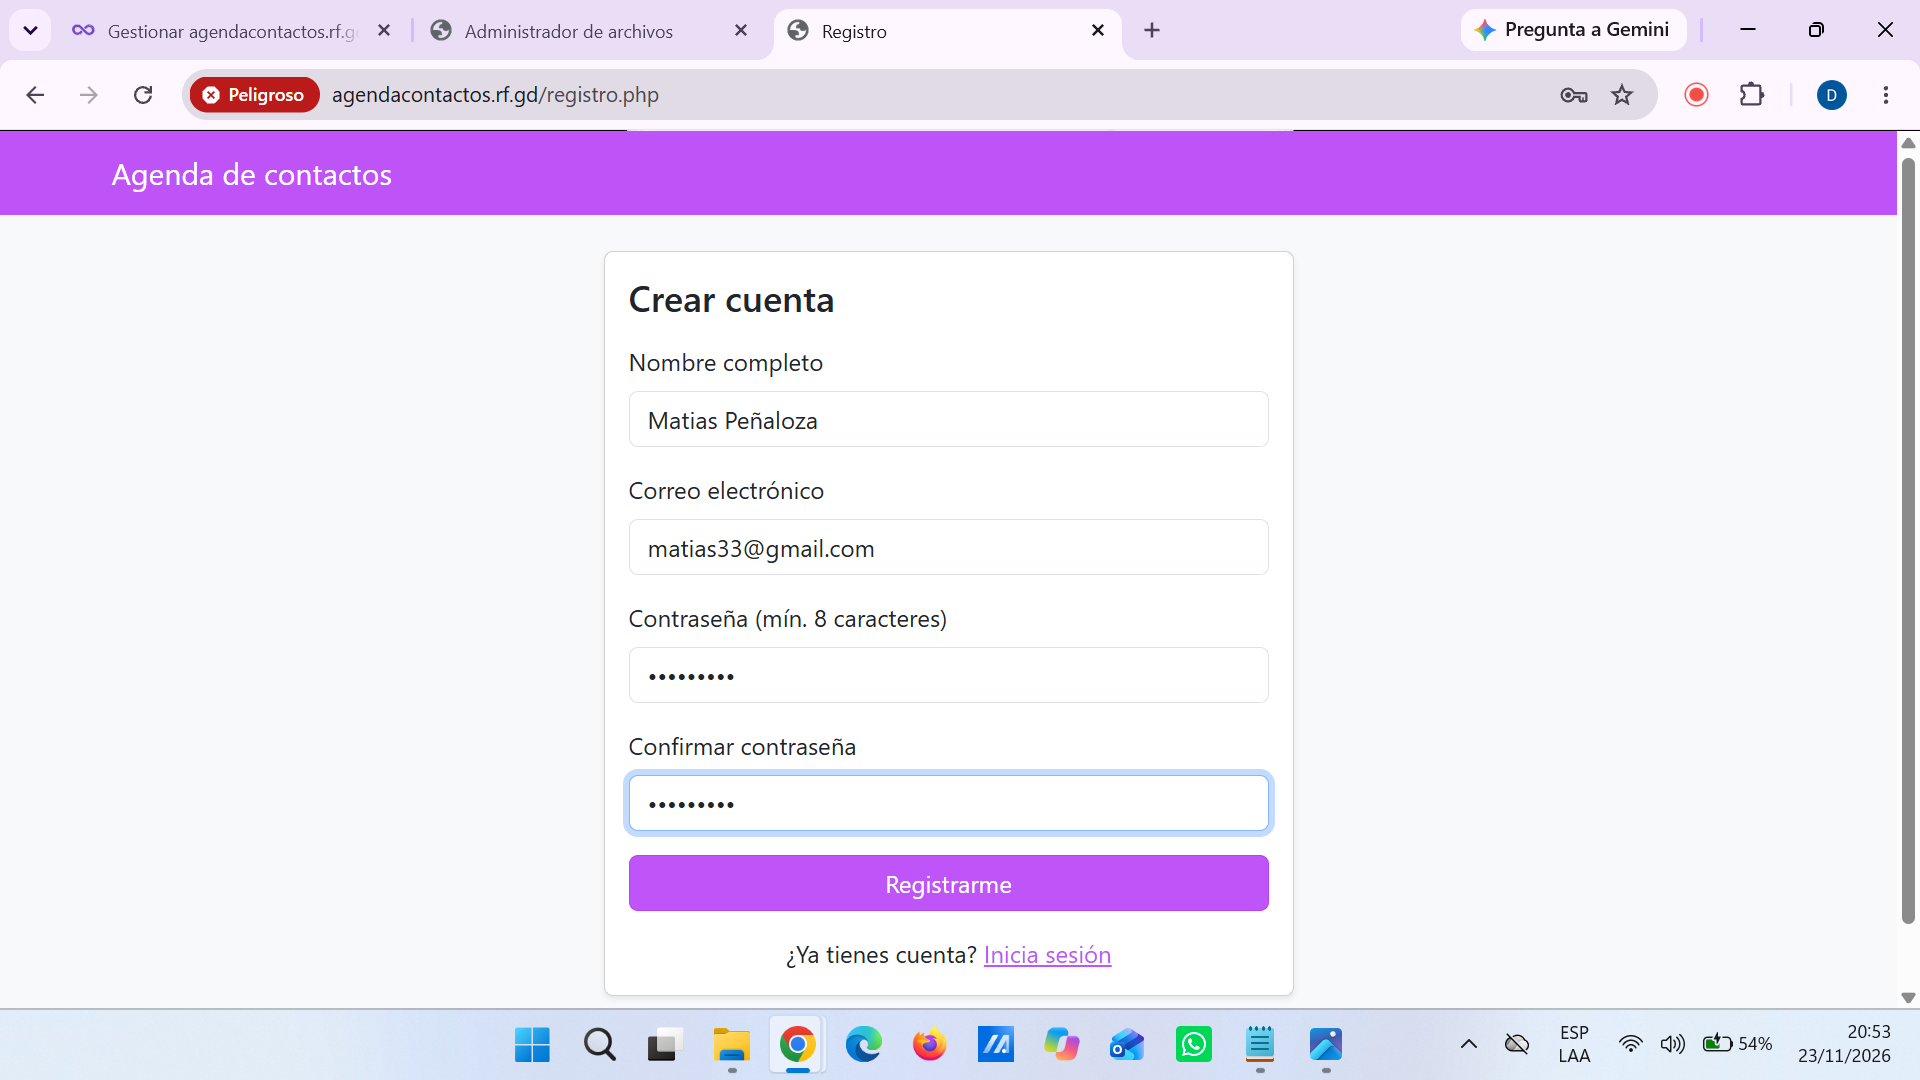 Gestionar agendacontactos.rf.g
Administrador de archivos
Registro
Pregunta a Gemini
Peligroso
agendacontactos.rf.gd/registro.php
D
Agenda de contactos
Crear cuenta
Nombre completo
Matias Peñaloza
Correo electrónico
matias33@gmail.com
Contraseña (mín. 8 caracteres)
•••••••••
Confirmar contraseña
•••••••••
Registrarme
¿Ya tienes cuenta? Inicia sesión
ESP
LAA
54%
20:53
23/11/2026